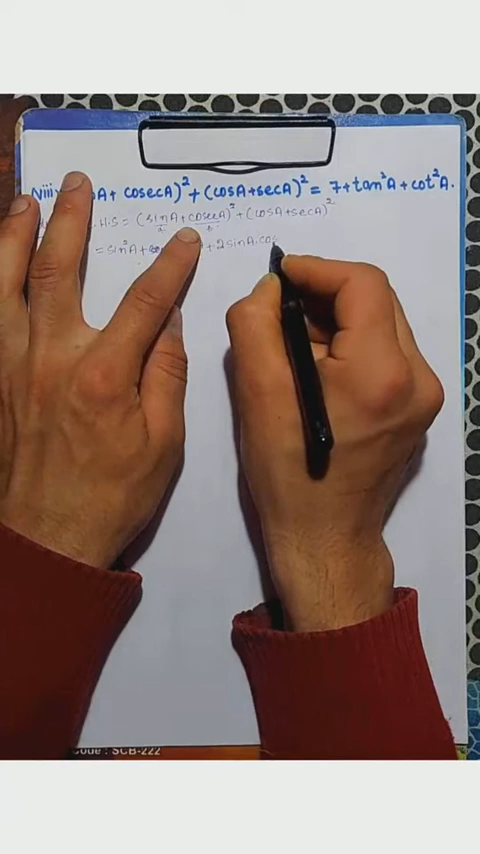 viii) A + cosecA)² + (cosA + secA)² = 7 + tan²A + cot²A.
.H.S = (sinA + cosecA)² + (cosA + secA)²
a b
= sin²A + + 2sinA.cos
Code : SCB-222